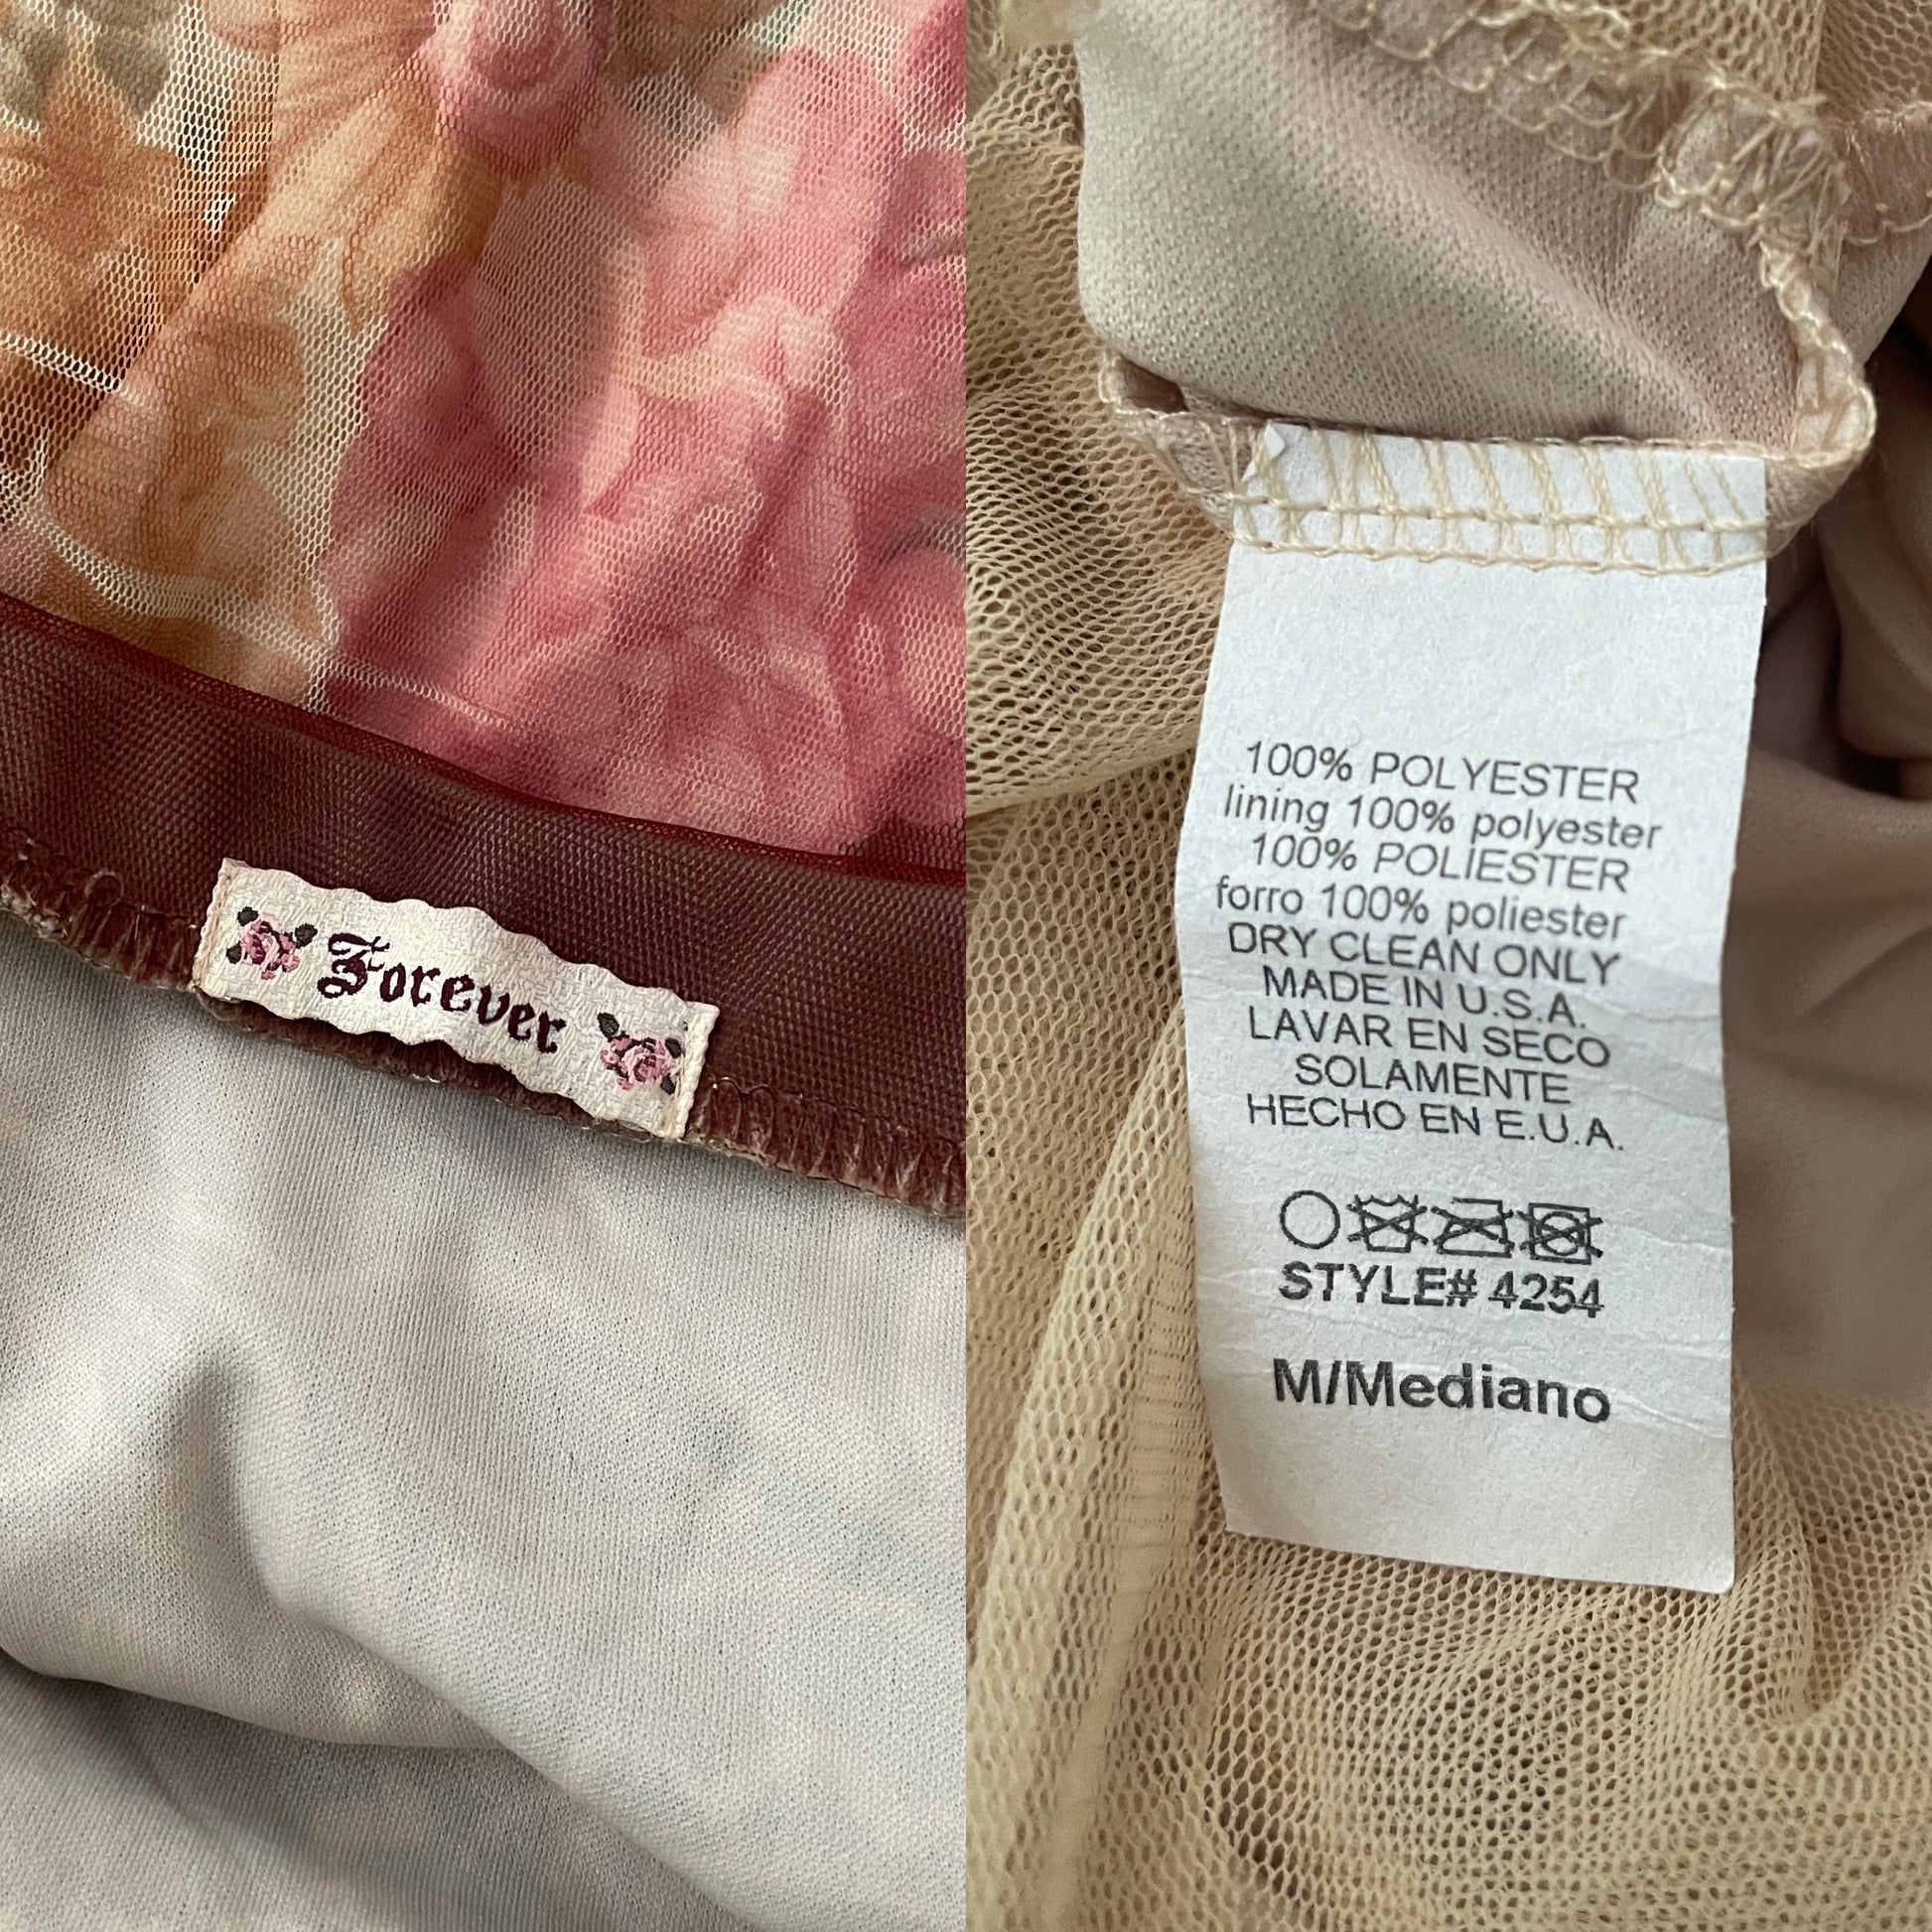 Forever
100% POLYESTER
lining 100% polyester
100% POLIESTER
forro 100% poliester
DRY CLEAN ONLY
MADE IN U.S.A.
LAVAR EN SECO
SOLAMENTE
HECHO EN E.U.A.
STYLE# 4254
M/Mediano